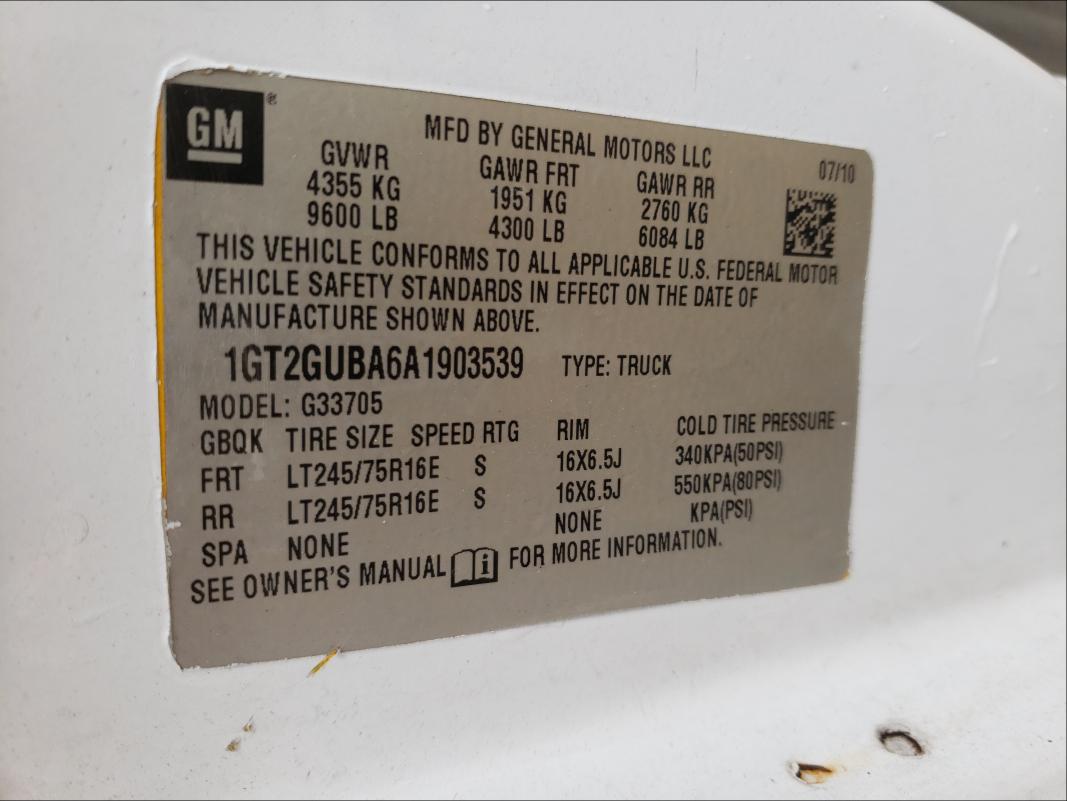 GM ®
MFD BY GENERAL MOTORS LLC
07/10
GVWR GAWR FRT GAWR RR
4355 KG 1951 KG 2760 KG
9600 LB 4300 LB 6084 LB
THIS VEHICLE CONFORMS TO ALL APPLICABLE U.S. FEDERAL MOTOR
VEHICLE SAFETY STANDARDS IN EFFECT ON THE DATE OF
MANUFACTURE SHOWN ABOVE.
1GT2GUBA6A1903539 TYPE: TRUCK
MODEL: G33705
GBQK TIRE SIZE SPEED RTG RIM COLD TIRE PRESSURE
FRT LT245/75R16E S 16X6.5J 340KPA(50PSI)
RR LT245/75R16E S 16X6.5J 550KPA(80PSI)
SPA NONE NONE KPA(PSI)
SEE OWNER'S MANUAL i FOR MORE INFORMATION.